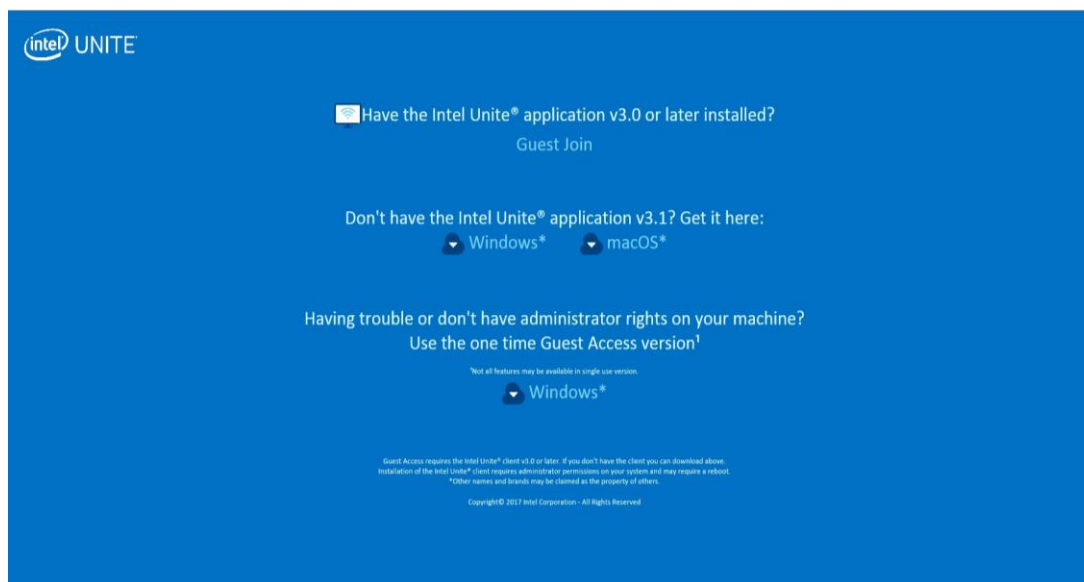 intel UNITE
Have the Intel Unite® application v3.0 or later installed?
Guest Join
Don't have the Intel Unite® application v3.1? Get it here:
Windows* macOS*
Having trouble or don't have administrator rights on your machine?
Use the one time Guest Access version¹
¹Not all features may be available in single use version.
Windows*
Guest Access requires the Intel Unite® client v3.0 or later. If you don't have the client you can download above.
Installation of the Intel Unite® client requires administrator permissions on your system and may require a reboot.
*Other names and brands may be claimed as the property of others.
Copyright© 2017 Intel Corporation - All Rights Reserved